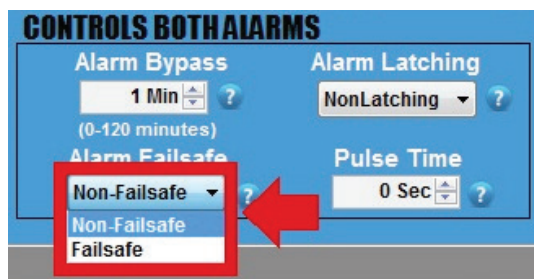 CONTROLS BOTH ALARMS
Alarm Bypass Alarm Latching
1 Min ? NonLatching ?
(0-120 minutes)
Alarm Failsafe Pulse Time
Non-Failsafe ? 0 Sec ?
Non-Failsafe
Failsafe